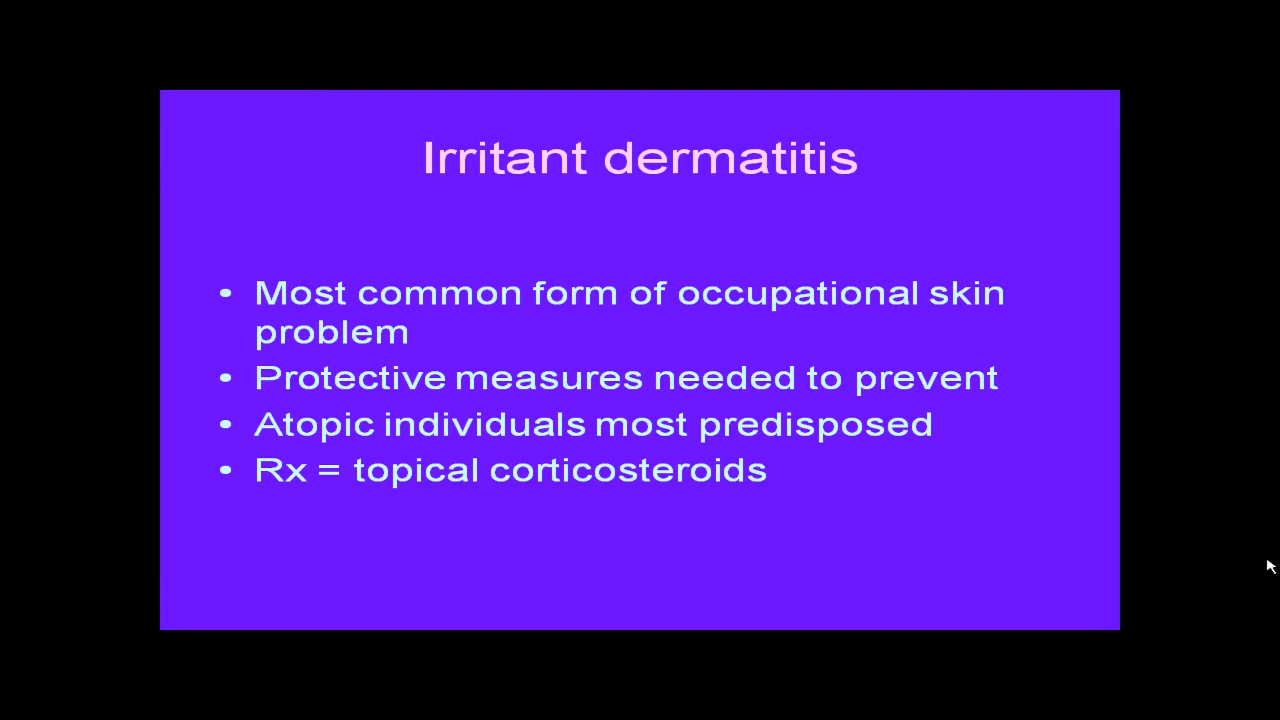 Irritant dermatitis
• Most common form of occupational skin
problem
• Protective measures needed to prevent
• Atopic individuals most predisposed
• Rx = topical corticosteroids